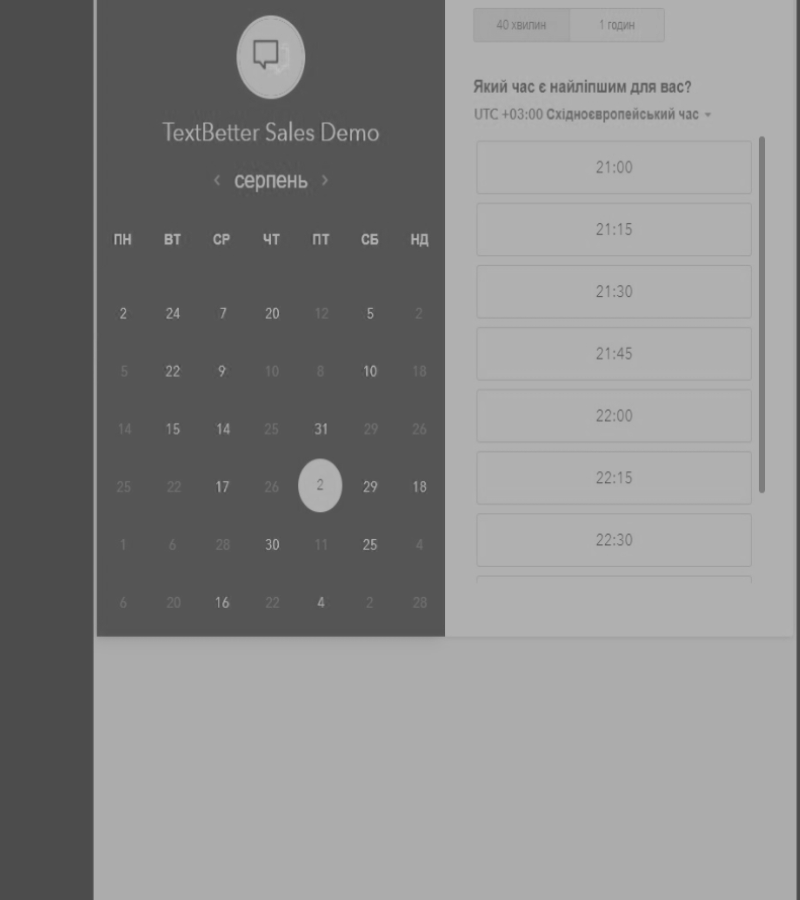 TextBetter Sales Demo
серпень
ПН ВТ СР ЧТ ПТ СБ НД
2 24 7 20 12 5 2
5 22 9 10 8 10 18
14 15 14 25 31 29 26
25 22 17 26 2 29 18
1 6 28 30 11 25 4
6 20 16 22 4 2 28
40 хвилин 1 годин
Який час є найліпшим для вас?
UTC +03:00 Східноєвропейський час
21:00
21:15
21:30
21:45
22:00
22:15
22:30